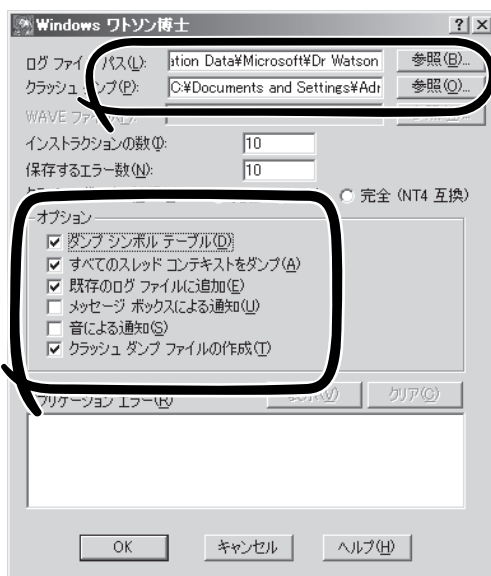 Windows ワトソン博士
ログ ファイル パス(L): ation Data¥Microsoft¥Dr Watson 参照(B)...
クラッシュ ダンプ(P): C:¥Documents and Settings¥Adr 参照(O)...
WAVE
インストラクションの数(I): 10
保存するエラー数(N): 10
完全 (NT4 互換)
オプション
ダンプ シンボル テーブル(D)
すべてのスレッド コンテキストをダンプ(A)
既存のログ ファイルに追加(E)
メッセージ ボックスによる通知(U)
音による通知(S)
クラッシュ ダンプ ファイルの作成(T)
プリケーション エラー(R) クリア(C)
OK キャンセル ヘルプ(H)